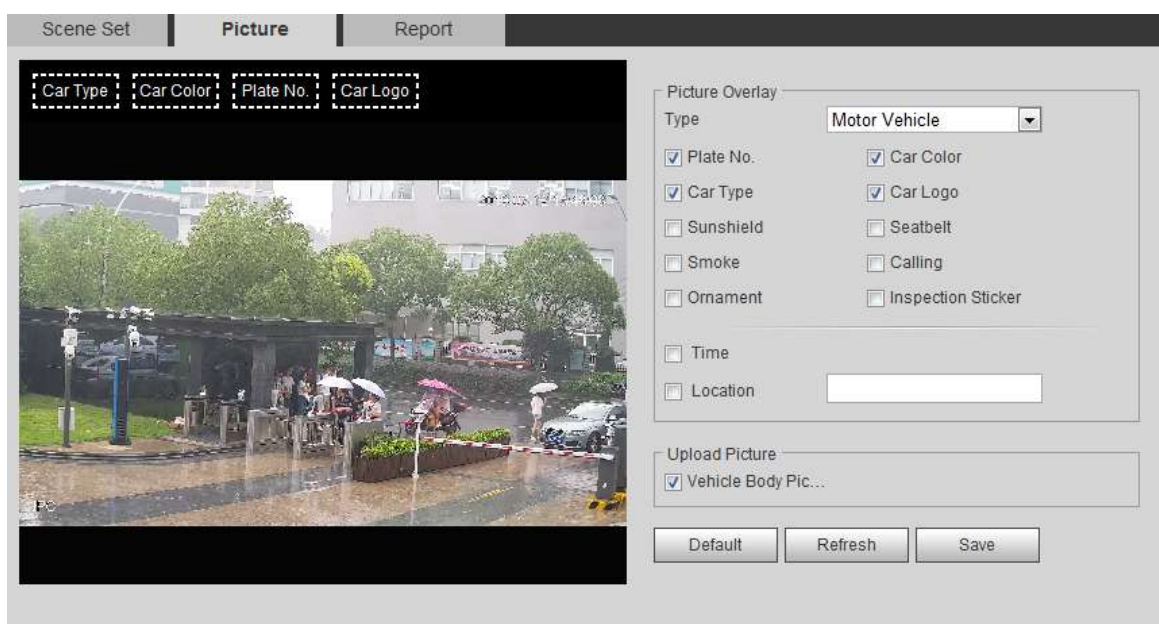 Scene Set Picture Report
Car Type Car Color Plate No. Car Logo
Picture Overlay
Type Motor Vehicle
Plate No. Car Color
Car Type Car Logo
Sunshield Seatbelt
Smoke Calling
Ornament Inspection Sticker
Time
Location
Upload Picture
Vehicle Body Pic...
Default Refresh Save